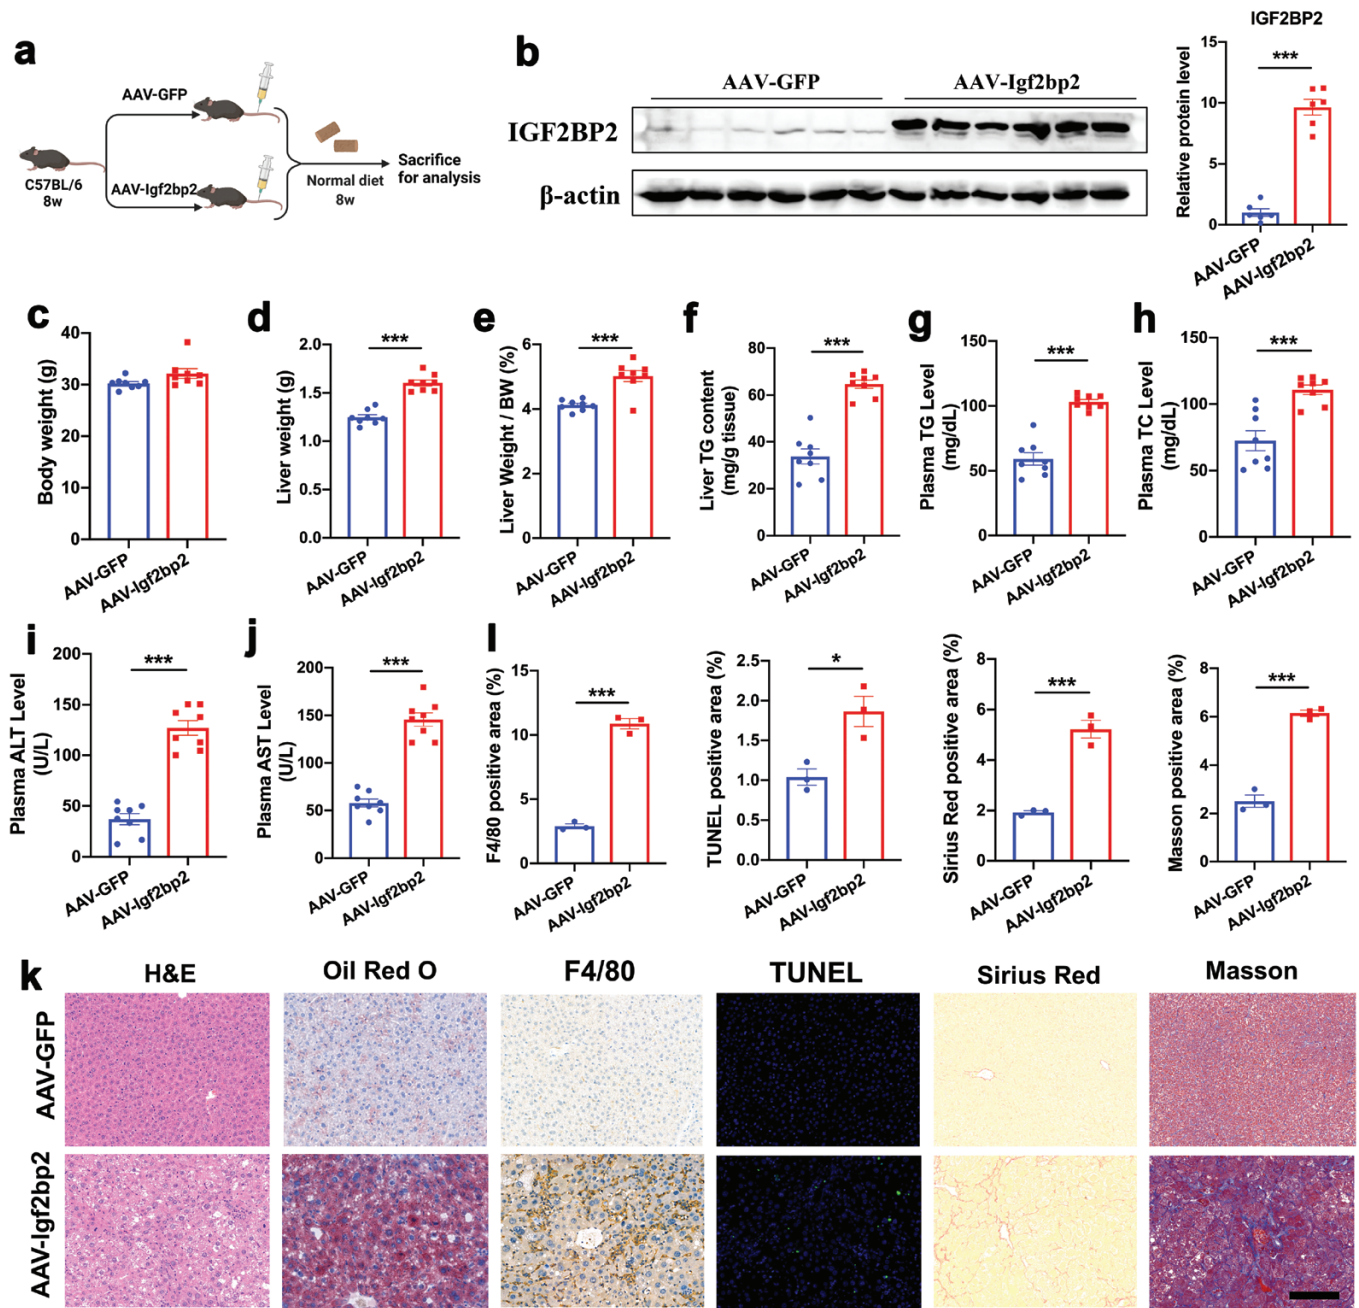 a
AAV-GFP
C57BL/6
8w
AAV-Igf2bp2
Normal diet
8w
Sacrifice
for analysis
b
AAV-GFP AAV-Igf2bp2
IGF2BP2
β-actin
IGF2BP2
Relative protein level
15
10
5
0
***
AAV-GFP
AAV-Igf2bp2
c
Body weight (g)
40
30
20
10
0
AAV-GFP
AAV-Igf2bp2
d
Liver weight (g)
2.0
1.5
1.0
0.5
0.0
***
AAV-GFP
AAV-Igf2bp2
e
Liver Weight / BW (%)
6
4
2
0
***
AAV-GFP
AAV-Igf2bp2
f
Liver TG content
(mg/g tissue)
80
60
40
20
0
***
AAV-GFP
AAV-Igf2bp2
g
Plasma TG Level
(mg/dL)
150
100
50
0
***
AAV-GFP
AAV-Igf2bp2
h
Plasma TC Level
(mg/dL)
150
100
50
0
***
AAV-GFP
AAV-Igf2bp2
i
Plasma ALT Level
(U/L)
200
150
100
50
0
***
AAV-GFP
AAV-Igf2bp2
j
Plasma AST Level
(U/L)
200
150
100
50
0
***
AAV-GFP
AAV-Igf2bp2
l
F4/80 positive area (%)
15
10
5
0
***
AAV-GFP
AAV-Igf2bp2
TUNEL positive area (%)
2.5
2.0
1.5
1.0
0.5
0.0
*
AAV-GFP
AAV-Igf2bp2
Sirius Red positive area (%)
8
6
4
2
0
***
AAV-GFP
AAV-Igf2bp2
Masson positive area (%)
8
6
4
2
0
***
AAV-GFP
AAV-Igf2bp2
k
H&E Oil Red O F4/80 TUNEL Sirius Red Masson
AAV-GFP
AAV-Igf2bp2